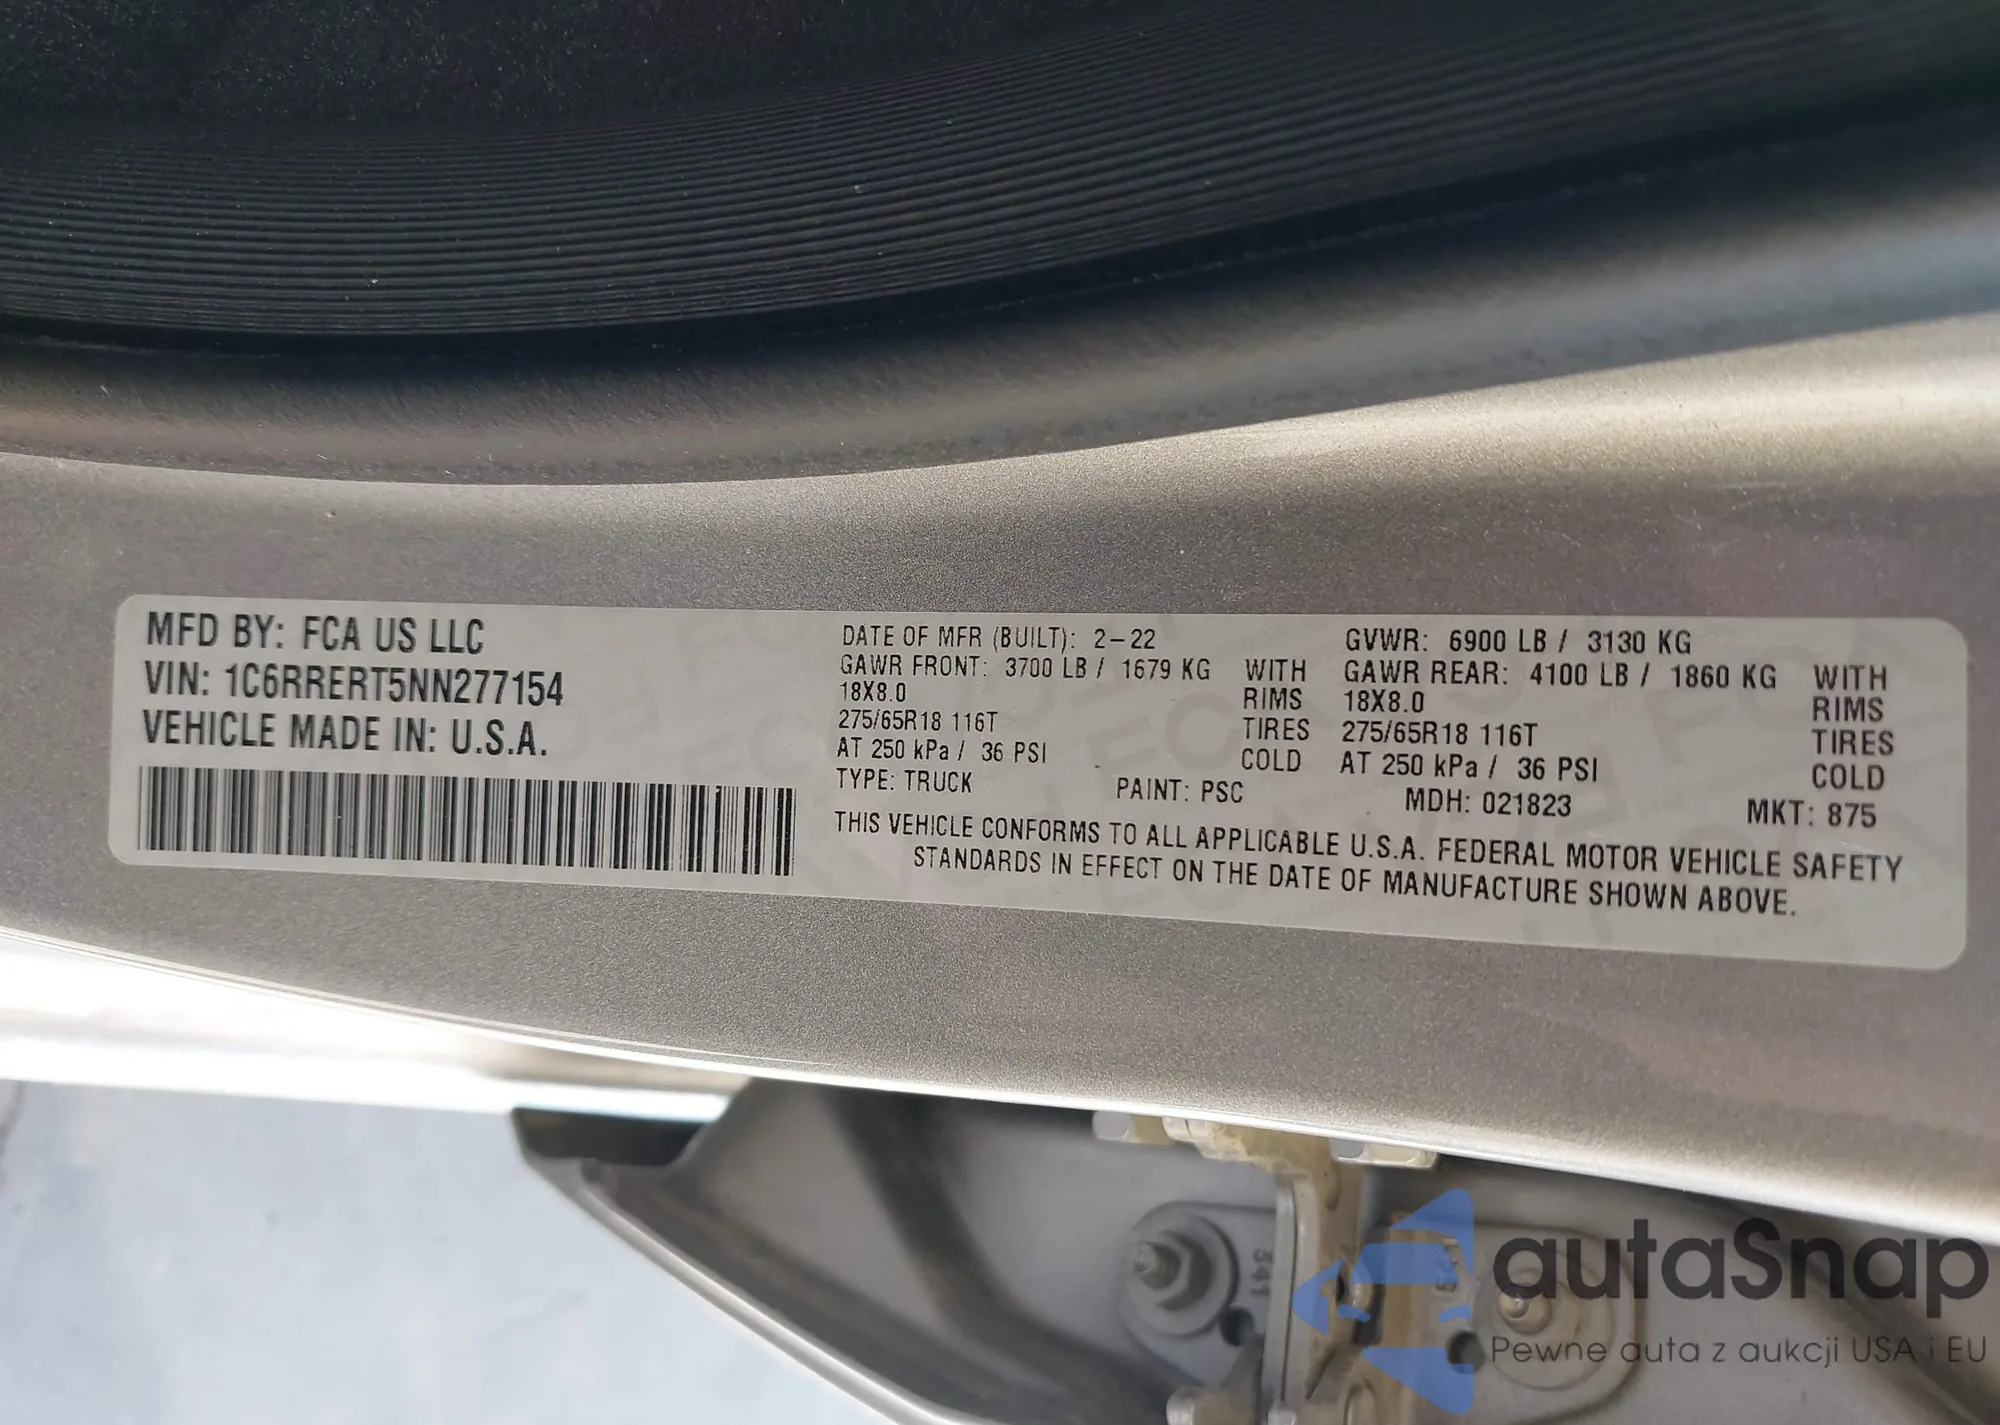 MFD BY: FCA US LLC
VIN: 1C6RRERT5NN277154
VEHICLE MADE IN: U.S.A.
DATE OF MFR (BUILT): 2-22 GVWR: 6900 LB / 3130 KG
GAWR FRONT: 3700 LB / 1679 KG WITH GAWR REAR: 4100 LB / 1860 KG WITH
18X8.0 RIMS 18X8.0 RIMS
275/65R18 116T TIRES 275/65R18 116T TIRES
AT 250 kPa / 36 PSI COLD AT 250 kPa / 36 PSI COLD
TYPE: TRUCK PAINT: PSC MDH: 021823 MKT: 875
THIS VEHICLE CONFORMS TO ALL APPLICABLE U.S.A. FEDERAL MOTOR VEHICLE SAFETY
STANDARDS IN EFFECT ON THE DATE OF MANUFACTURE SHOWN ABOVE.
341
autaSnap
Pewne auta z aukcji USA i EU